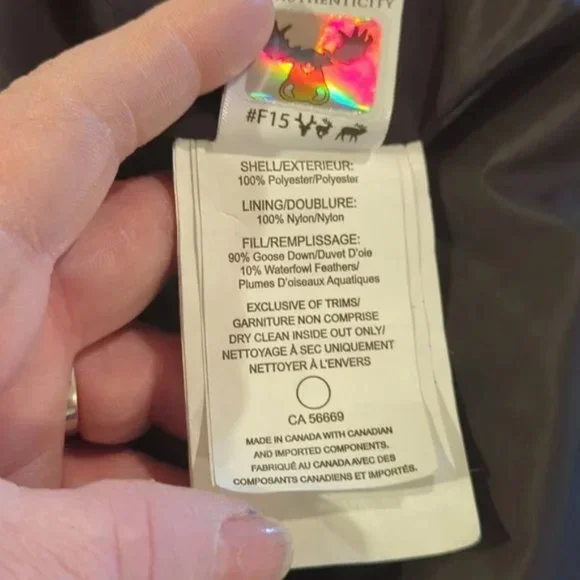 AUTHENTICITY
#F15
SHELL/EXTERIEUR:
100% Polyester/Polyester
LINING/DOUBLURE:
100% Nylon/Nylon
FILL/REMPLISSAGE:
90% Goose Down/Duvet D'oie
10% Waterfowl Feathers/
Plumes D'oiseaux Aquatiques
EXCLUSIVE OF TRIMS/
GARNITURE NON COMPRISE
DRY CLEAN INSIDE OUT ONLY/
NETTOYAGE À SEC UNIQUEMENT
NETTOYER À L'ENVERS
CA 56669
MADE IN CANADA WITH CANADIAN
AND IMPORTED COMPONENTS.
FABRIQUÉ AU CANADA AVEC DES
COMPOSANTS CANADIENS ET IMPORTÉS.